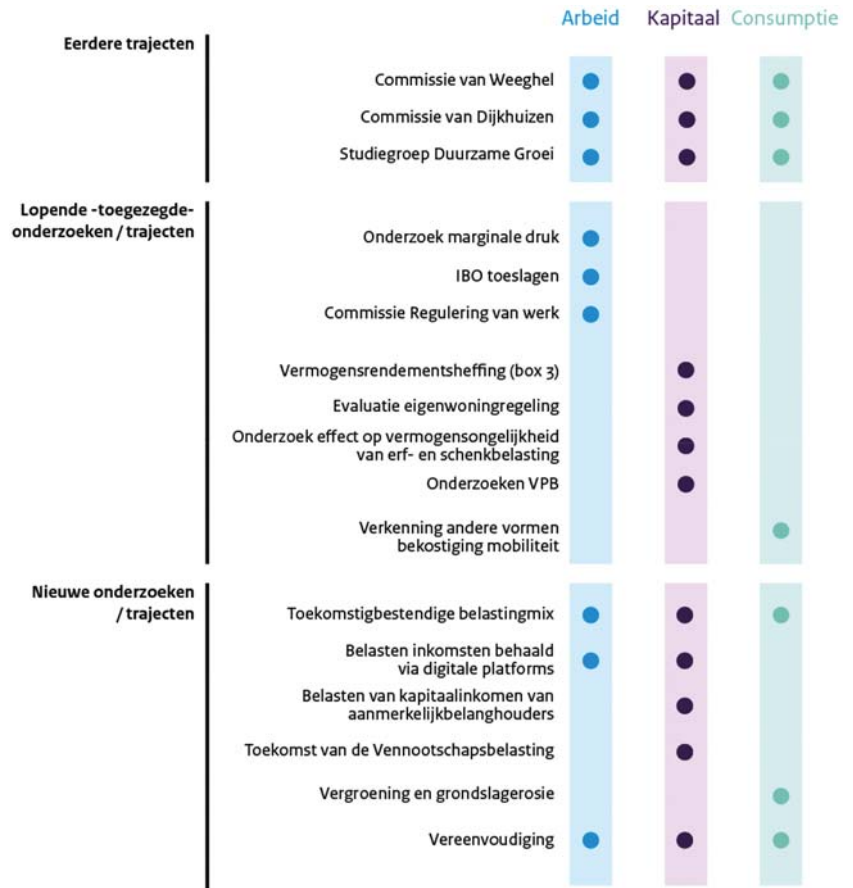 Arbeid Kapitaal Consumptie
Eerdere trajecten
Commissie van Weeghel
Commissie van Dijkhuizen
Studiegroep Duurzame Groei
Lopende -toegezegde-
onderzoeken / trajecten
Onderzoek marginale druk
IBO toeslagen
Commissie Regulering van werk
Vermogensrendementsheffing (box 3)
Evaluatie eigenwoningregeling
Onderzoek effect op vermogensongelijkheid
van erf- en schenkbelasting
Onderzoeken VPB
Verkenning andere vormen
bekostiging mobiliteit
Nieuwe onderzoeken
/ trajecten
Toekomstigbestendige belastingmix
Belasten inkomsten behaald
via digitale platforms
Belasten van kapitaalinkomen van
aanmerkelijkbelanghouders
Toekomst van de Vennootschapsbelasting
Vergroening en grondslagerosie
Vereenvoudiging